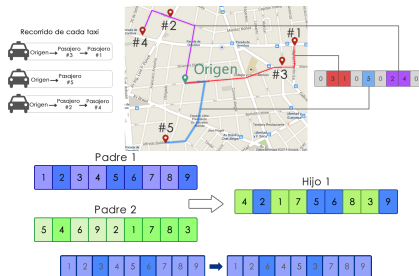 Recorrido de cada taxi
Origen Pasajero #3 Pasajero #1
Origen Pasajero #5
Origen Pasajero #2 Pasajero #4
#2
#4
#1
#3
Origen
#5
0 3 1 0 5 0 2 4 0
Padre 1
1 2 3 4 5 6 7 8 9
Padre 2
5 4 6 9 2 1 7 8 3
Hijo 1
4 2 1 7 5 6 8 3 9
1 2 3 4 5 6 7 8 9
1 2 6 4 5 3 7 8 9